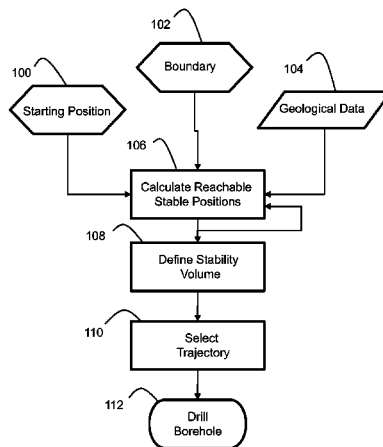 102
100
Boundary
104
Starting Position
Geological Data
106
Calculate Reachable
Stable Positions
108
Define Stability
Volume
110
Select
Trajectory
112
Drill
Borehole